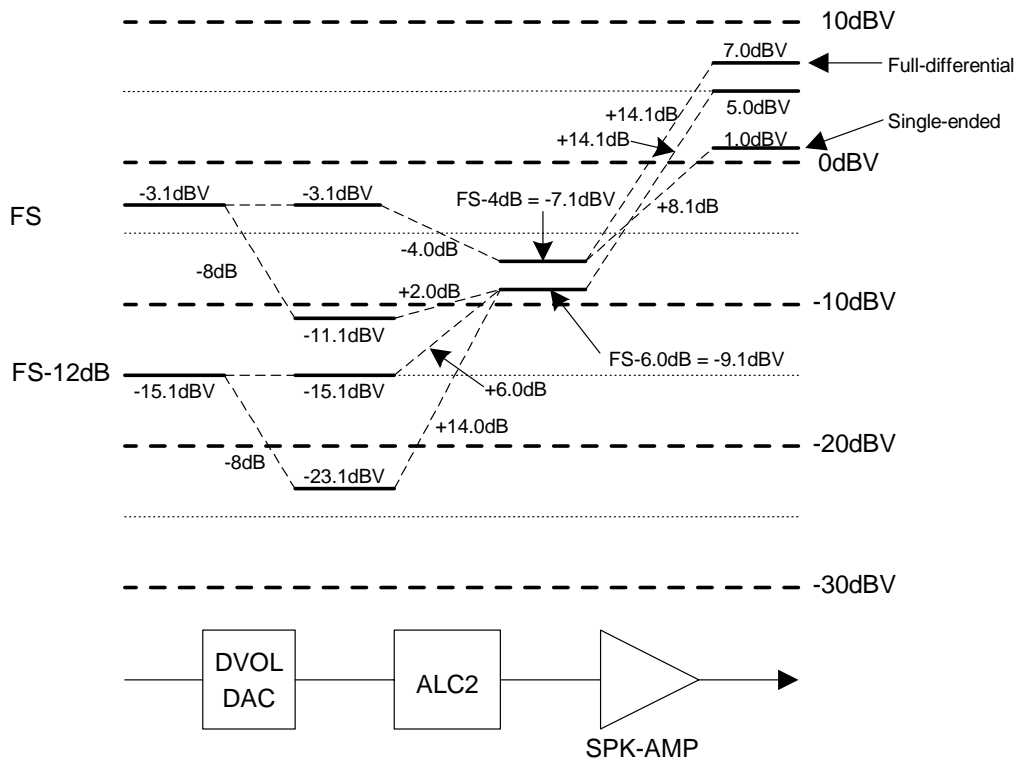 10dBV
7.0dBV
Full-differential
5.0dBV
+14.1dB
Single-ended
+14.1dB
1.0dBV
0dBV
-3.1dBV
-3.1dBV
FS-4dB = -7.1dBV
+8.1dB
FS
-4.0dB
-8dB
+2.0dB
-10dBV
-11.1dBV
FS-6.0dB = -9.1dBV
FS-12dB
-15.1dBV
-15.1dBV
+6.0dB
+14.0dB
-20dBV
-8dB
-23.1dBV
-30dBV
DVOL
DAC
ALC2
SPK-AMP